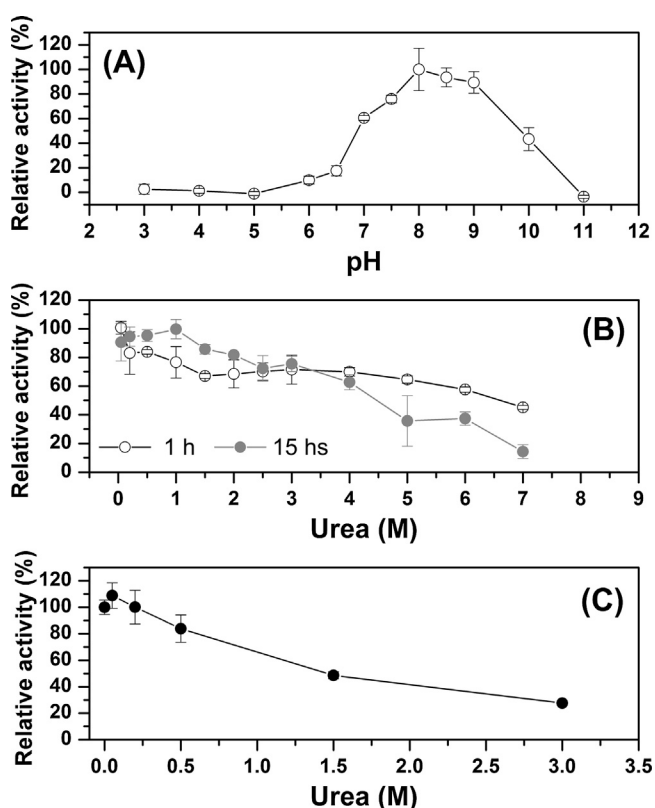 Relative activity (%)
120
100
80
60
40
20
0
(A)
2 3 4 5 6 7 8 9 10 11 12
pH
Relative activity (%)
120
100
80
60
40
20
0
(B)
1 h 15 hs
0 1 2 3 4 5 6 7 8 9
Urea (M)
Relative activity (%)
120
100
80
60
40
20
0
(C)
0.0 0.5 1.0 1.5 2.0 2.5 3.0 3.5
Urea (M)